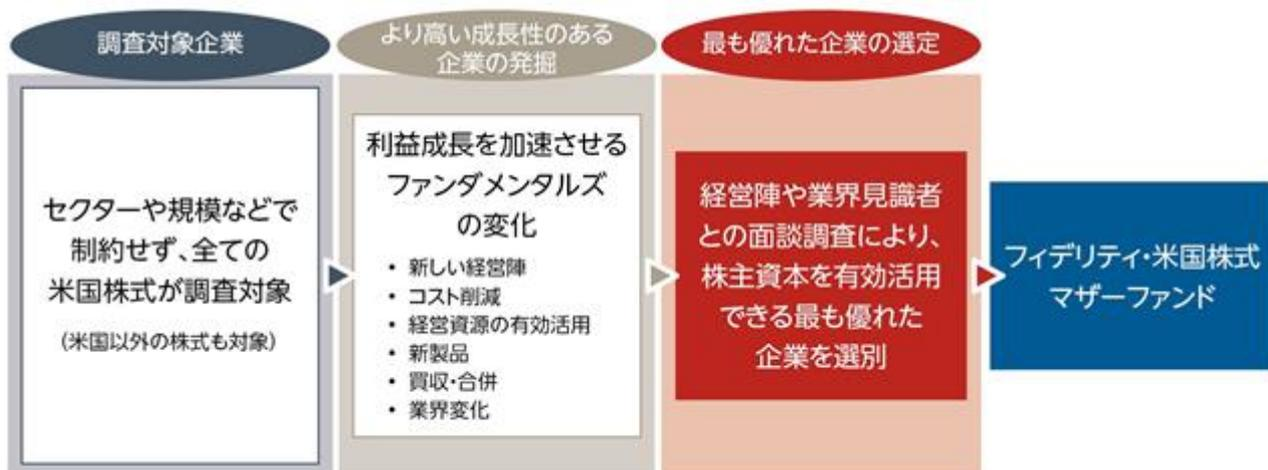 調査対象企業
セクターや規模などで
制約せず、全ての
米国株式が調査対象
(米国以外の株式も対象)
より高い成長性のある
企業の発掘
利益成長を加速させる
ファンダメンタルズ
の変化
• 新しい経営陣
• コスト削減
• 経営資源の有効活用
• 新製品
• 買収・合併
• 業界変化
最も優れた企業の選定
経営陣や業界見識者
との面談調査により、
株主資本を有効活用
できる最も優れた
企業を選別
フィデリティ・米国株式
マザーファンド